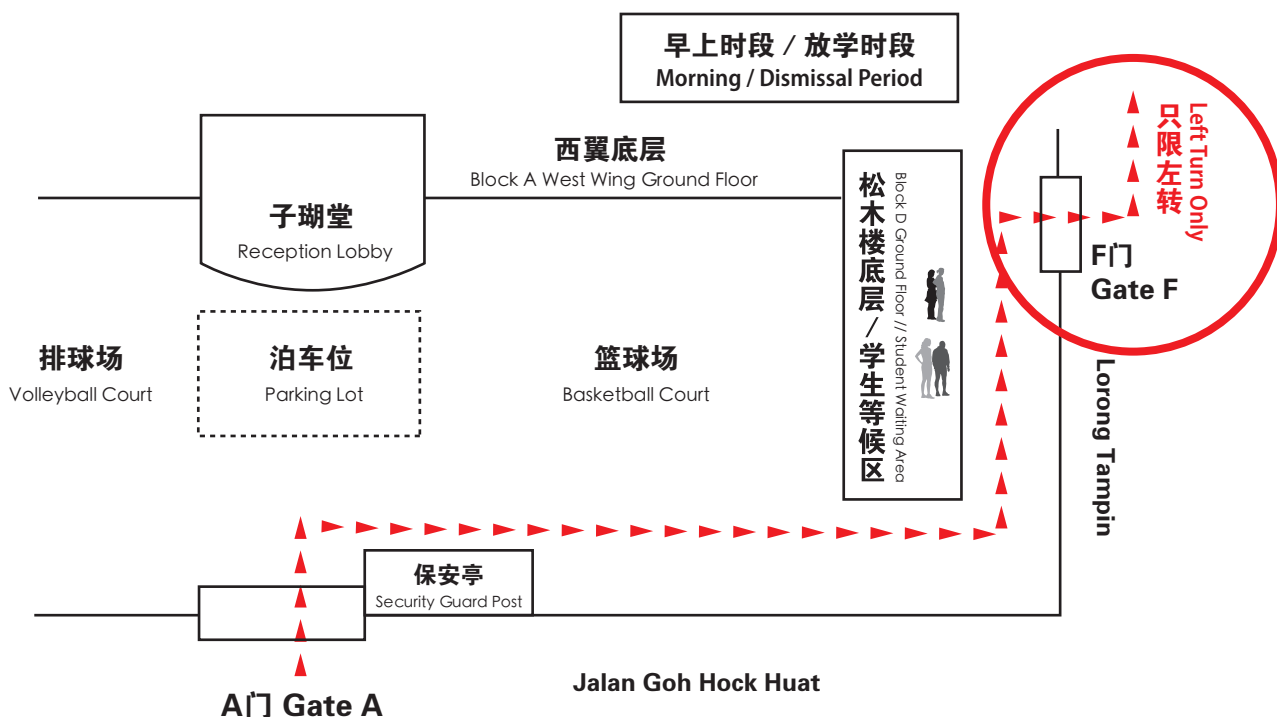 早上时段 / 放学时段
Morning / Dismissal Period
西翼底层
Block A West Wing Ground Floor
子瑚堂
Reception Lobby
松木楼底层 / 学生等候区
Block D Ground Floor // Student Waiting Area
Left Turn Only
只限左转
F门
Gate F
排球场
Volleyball Court
泊车位
Parking Lot
篮球场
Basketball Court
Lorong Tampin
保安亭
Security Guard Post
Jalan Goh Hock Huat
A门 Gate A